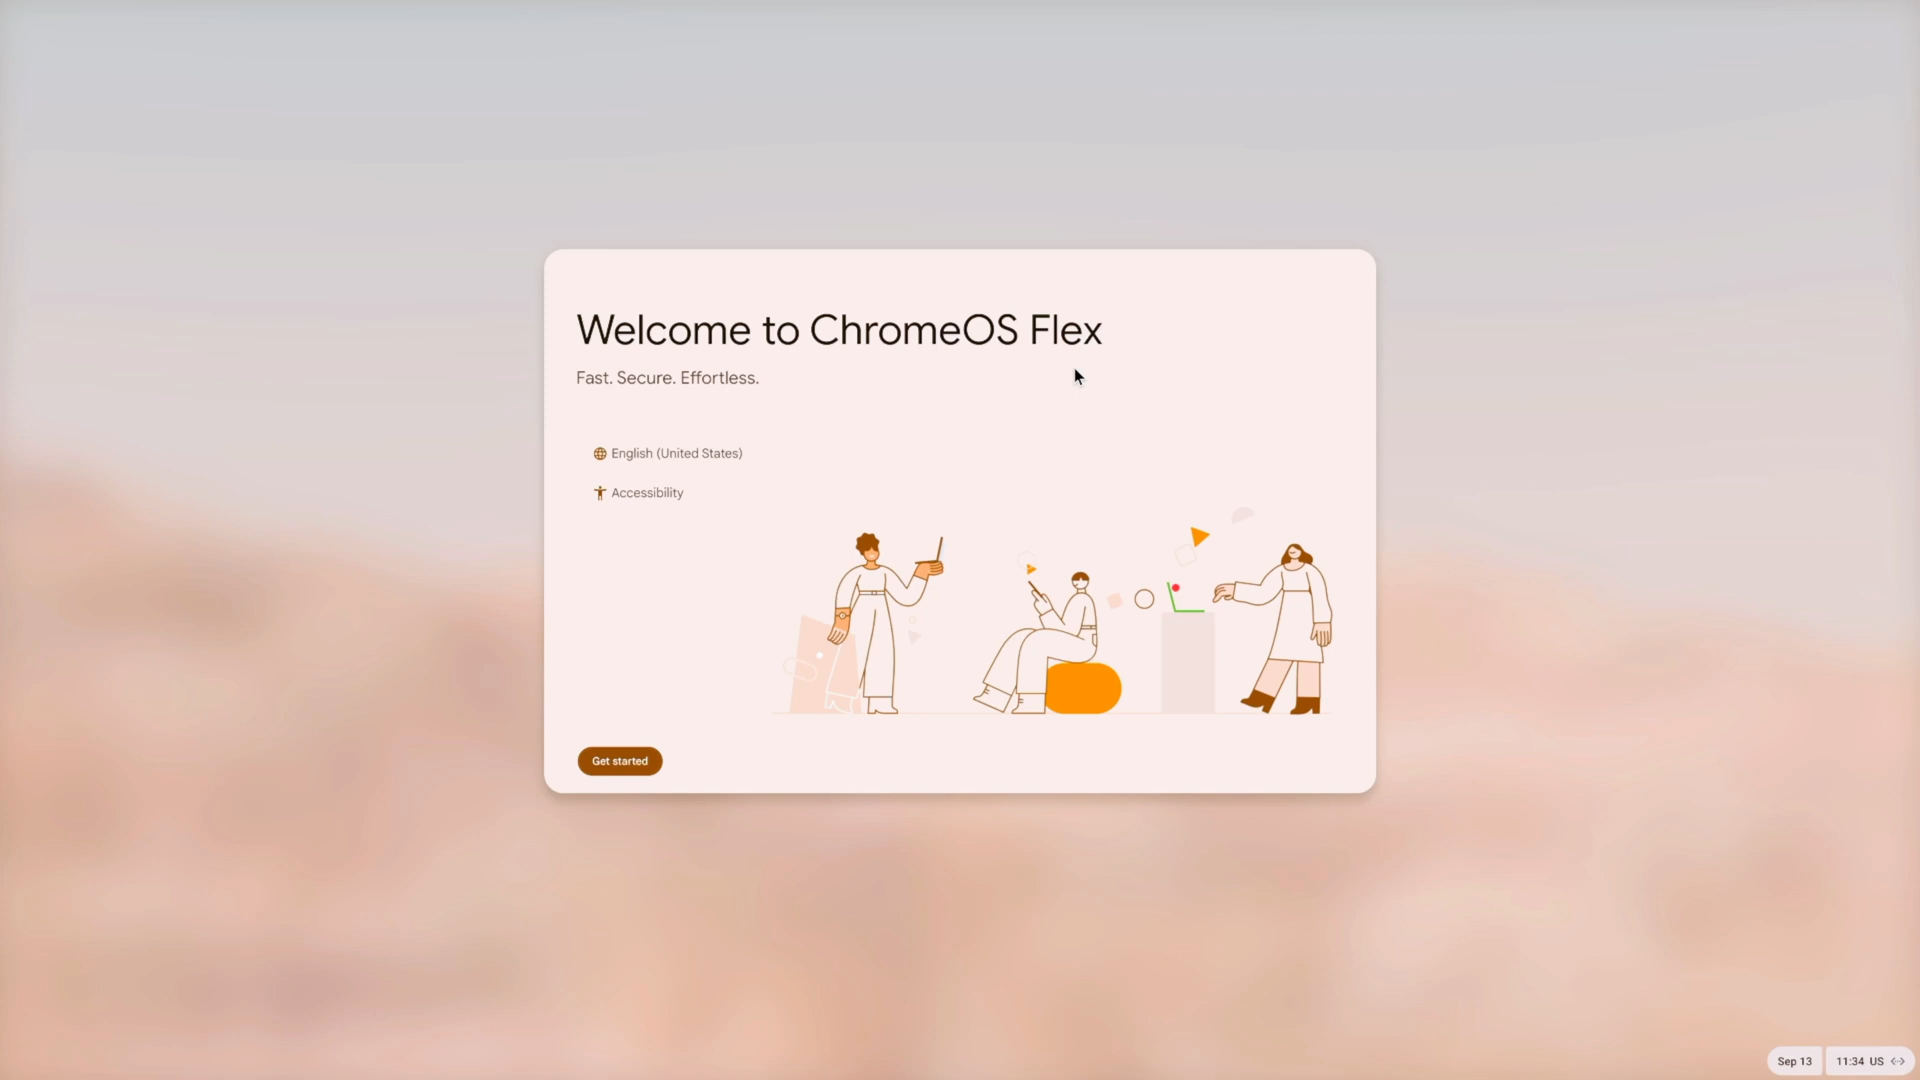 Welcome to ChromeOS Flex
Fast. Secure. Effortless.
English (United States)
Accessibility
Get started
Sep 13
11:34 US